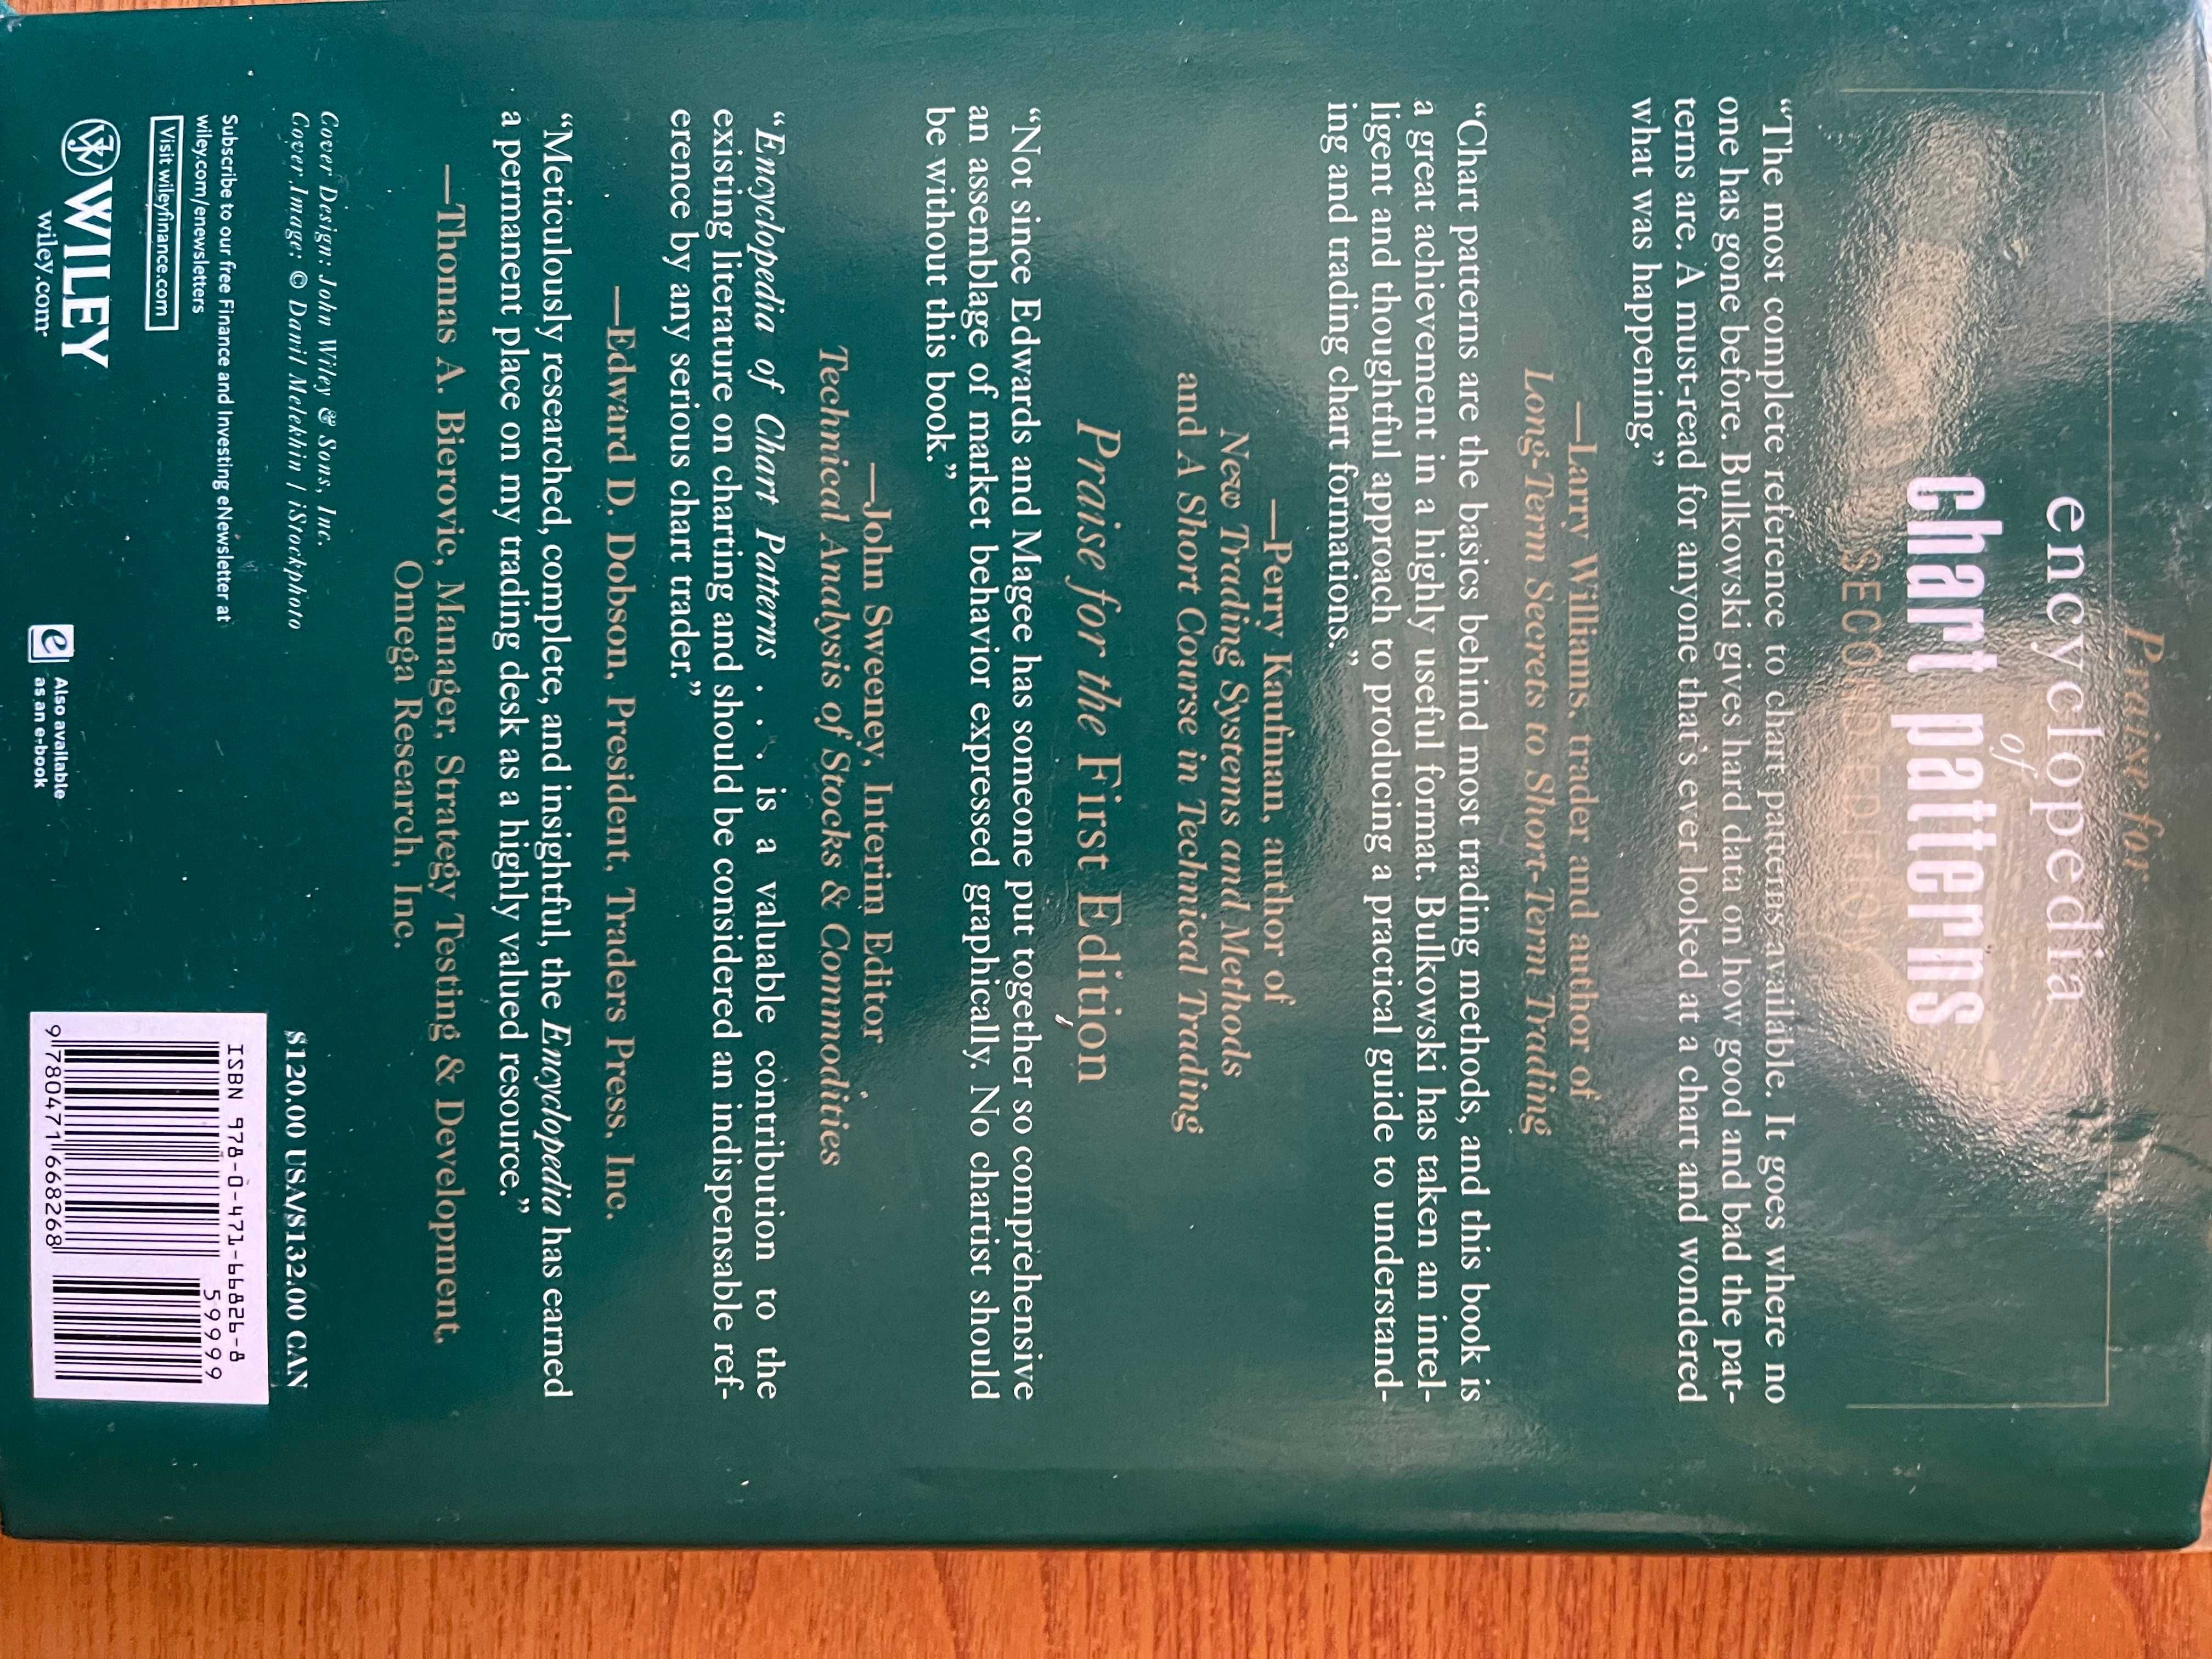 Praise for
encyclopedia
of
chart patterns
SECOND EDITION
“The most complete reference to chart patterns available. It goes where no
one has gone before. Bulkowski gives hard data on how good and bad the pat-
terns are. A must-read for anyone that’s ever looked at a chart and wondered
what was happening.”
—Larry Williams, trader and author of
Long-Term Secrets to Short-Term Trading
“Chart patterns are the basics behind most trading methods, and this book is
a great achievement in a highly useful format. Bulkowski has taken an intel-
ligent and thoughtful approach to producing a practical guide to understand-
ing and trading chart formations.”
—Perry Kaufman, author of
New Trading Systems and Methods
and A Short Course in Technical Trading
Praise for the First Edition
“Not since Edwards and Magee has someone put together so comprehensive
an assemblage of market behavior expressed graphically. No chartist should
be without this book.”
—John Sweeney, Interim Editor
Technical Analysis of Stocks & Commodities
“Encyclopedia of Chart Patterns . . . is a valuable contribution to the
existing literature on charting and should be considered an indispensable ref-
erence by any serious chart trader.”
—Edward D. Dobson, President, Traders Press, Inc.
“Meticulously researched, complete, and insightful, the Encyclopedia has earned
a permanent place on my trading desk as a highly valued resource.”
—Thomas A. Bierovic, Manager, Strategy Testing & Development,
Omega Research, Inc.
Cover Design: John Wiley & Sons, Inc.
Cover Image: © Danil Melekhin / iStockphoto
Subscribe to our free Finance and Investing eNewsletter at
wiley.com/enewsletters
Visit wileyfinance.com
WILEY
wiley.com
e Also available
as an e-book
$120.00 USA/$132.00 CAN
ISBN 978-0-471-66826-8
59999
9 780471 668268